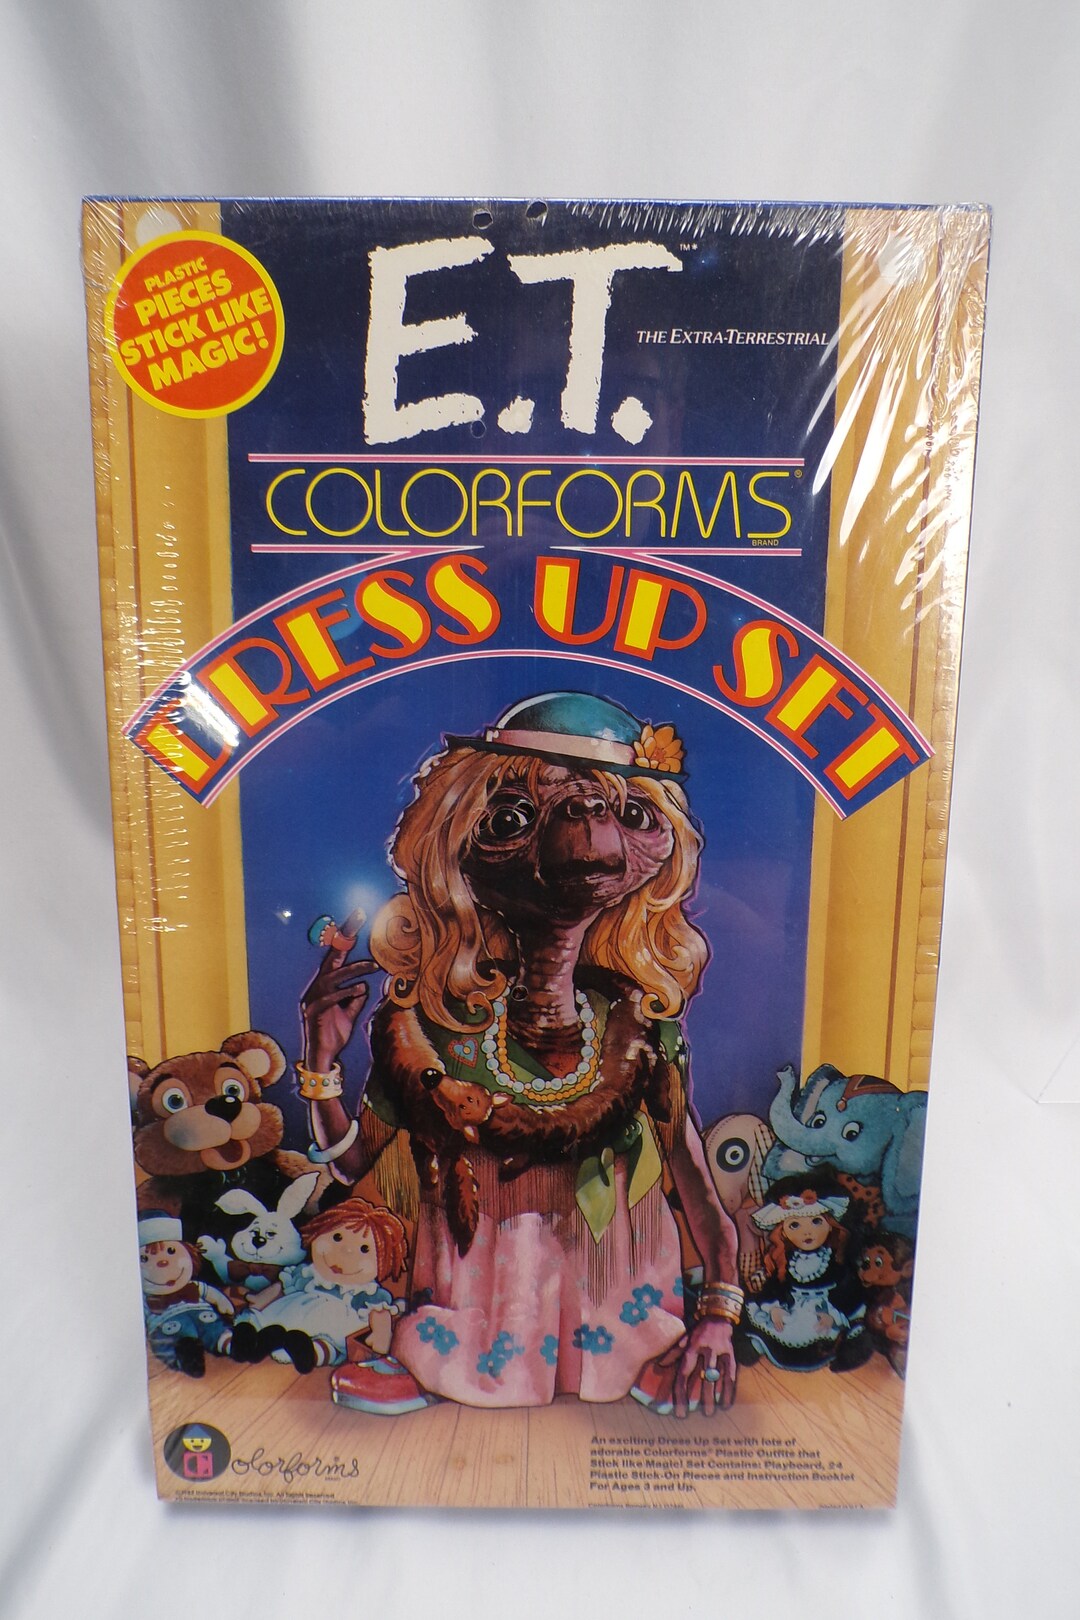 PLASTIC
PIECES
STICK LIKE
MAGIC!
E.T.
™*
THE EXTRA-TERRESTRIAL
COLORFORMS®
BRAND
DRESS UP SET
Colorforms
An exciting Dress Up Set with lots of
adorable Colorforms® Plastic Outfits that
Stick like Magic! Set Contains: Playboard, 24
Plastic Stick-On Pieces and Instruction Booklet
For Ages 3 and Up.